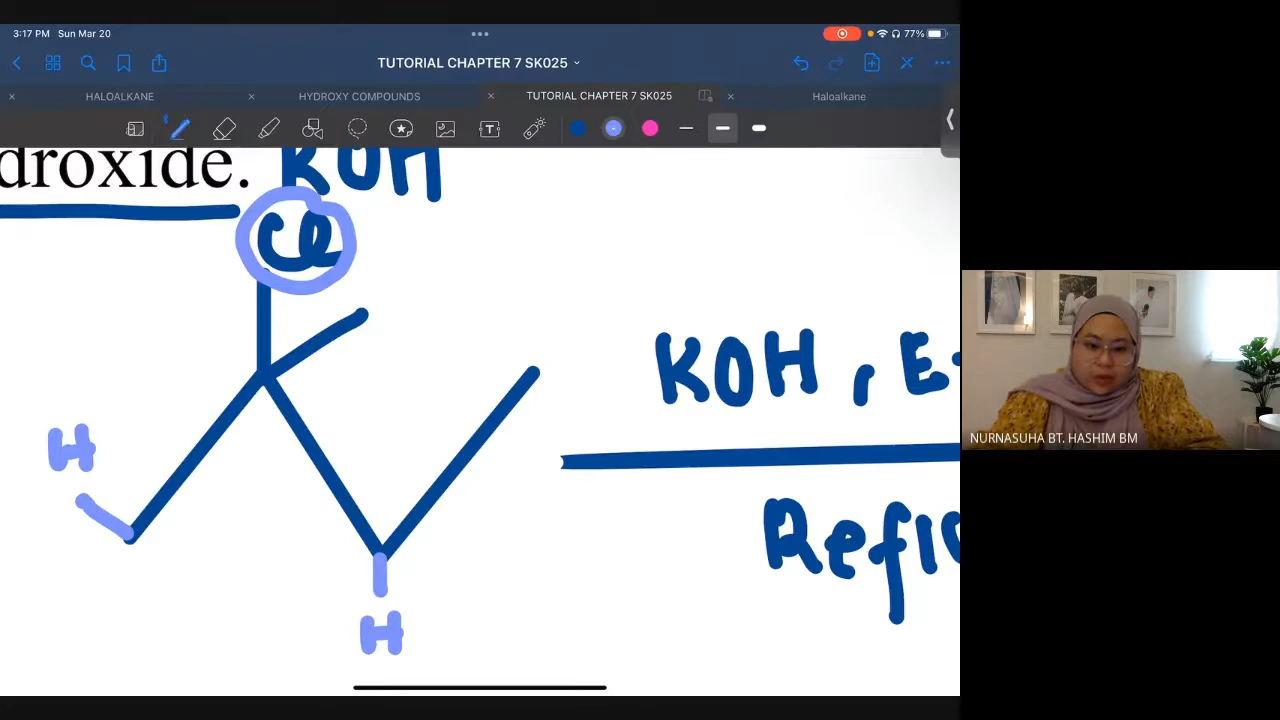 3:17 PM Sun Mar 20
77%
TUTORIAL CHAPTER 7 SK025
HALOALKANE
HYDROXY COMPOUNDS
TUTORIAL CHAPTER 7 SK025
Haloalkane
droxide. KOH
Cl
KOH, E
H
Reflu
H
NURNASUHA BT. HASHIM BM